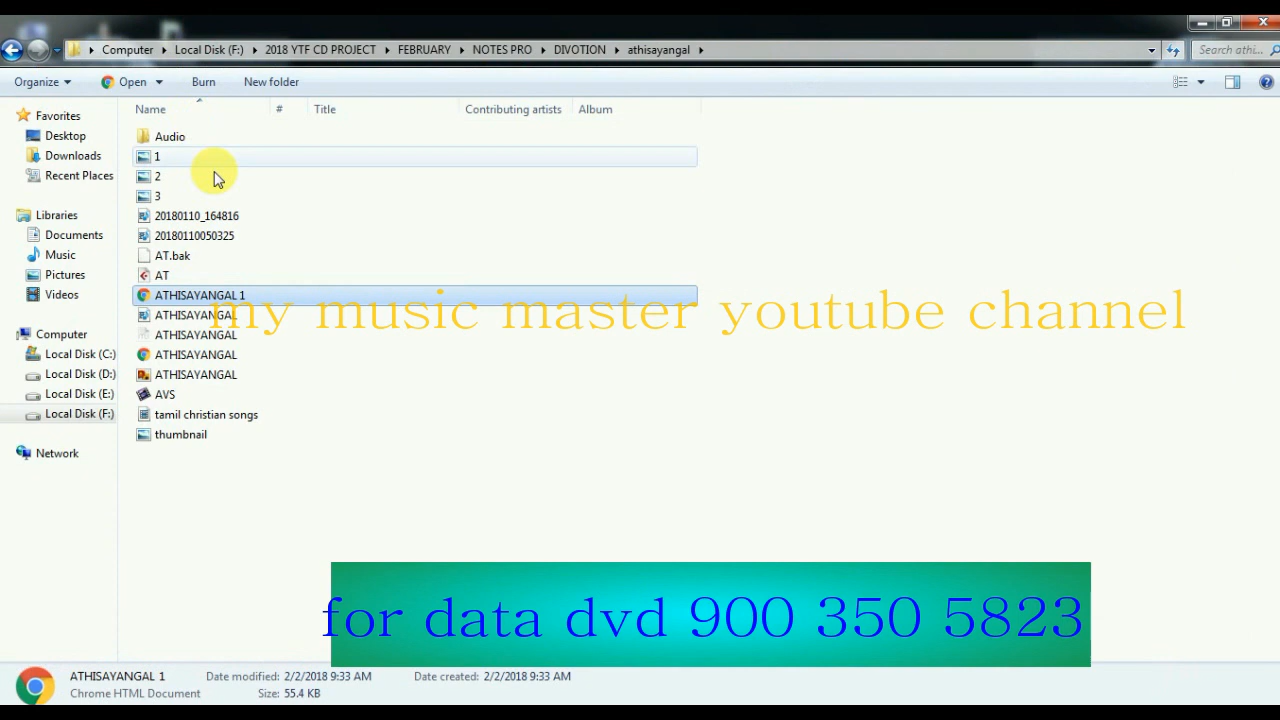 Computer Local Disk (F:) 2018 YTF CD PROJECT FEBRUARY NOTES PRO DIVOTION athisayangal Search athi...
Organize Open Burn New folder
Name # Title Contributing artists Album
Favorites
Desktop
Downloads
Recent Places
Libraries
Documents
Music
Pictures
Videos
Computer
Local Disk (C:)
Local Disk (D:)
Local Disk (E:)
Local Disk (F:)
Network
Audio
1
2
3
20180110_164816
20180110050325
AT.bak
AT
ATHISAYANGAL 1
ATHISAYANGAL
ATHISAYANGAL
ATHISAYANGAL
ATHISAYANGAL
AVS
tamil christian songs
thumbnail
my music master youtube channel
for data dvd 900 350 5823
ATHISAYANGAL 1 Date modified: 2/2/2018 9:33 AM Date created: 2/2/2018 9:33 AM
Chrome HTML Document Size: 55.4 KB